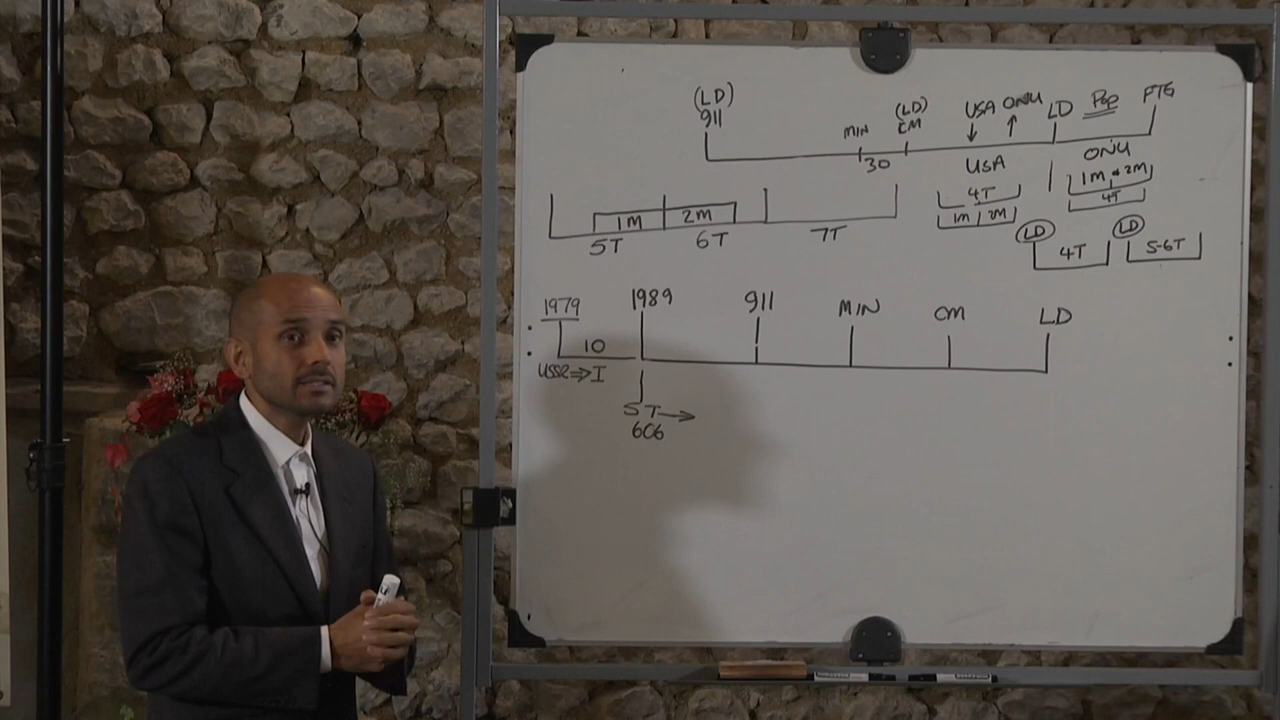 (LD) 911 MIN 30 (LD) CM USA ↓ ONU ↑ LD Pop PTG
USA 4T 1M 2M
ONU 1M & 2M 4T
1M 2M
5T 6T 7T
LD 4T LD 5-6T
1979 1989 911 MIN CM LD
10
USSR ⇒ I
5T →
606